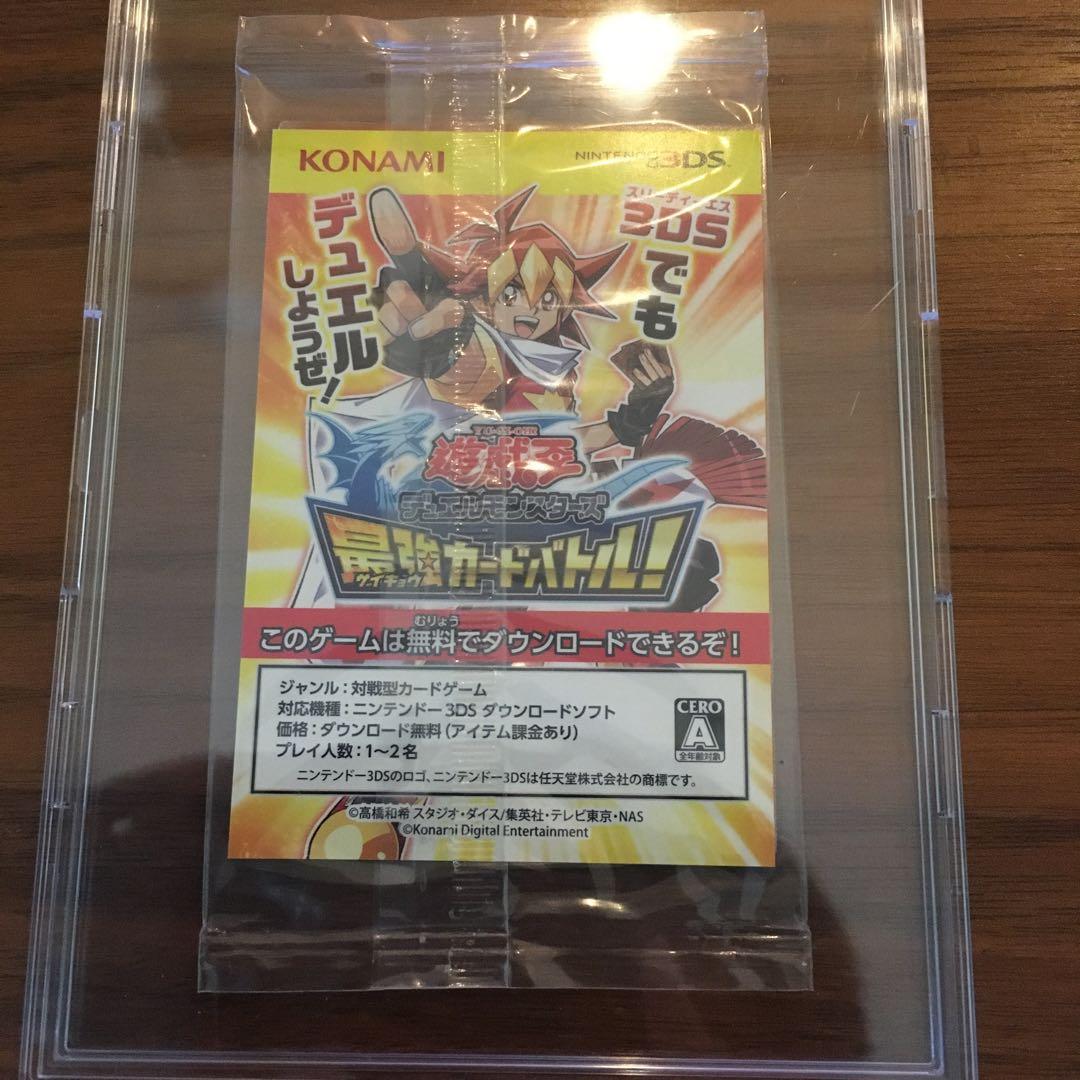 KONAMI
NINTENDO3DS
スリーディーエス
3DSでも
デュエル
しようぜ!
YU-GI-OH!
遊戯王
デュエルモンスターズ
最強カードバトル!
サイキョウ
むりょう
このゲームは無料でダウンロードできるぞ!
ジャンル:対戦型カードゲーム
対応機種:ニンテンドー3DS ダウンロードソフト
価格:ダウンロード無料(アイテム課金あり)
プレイ人数:1〜2名
CERO
A
全年齢対象
ニンテンドー3DSのロゴ、ニンテンドー3DSは任天堂株式会社の商標です。
©高橋和希 スタジオ・ダイス/集英社・テレビ東京・NAS
©Konami Digital Entertainment